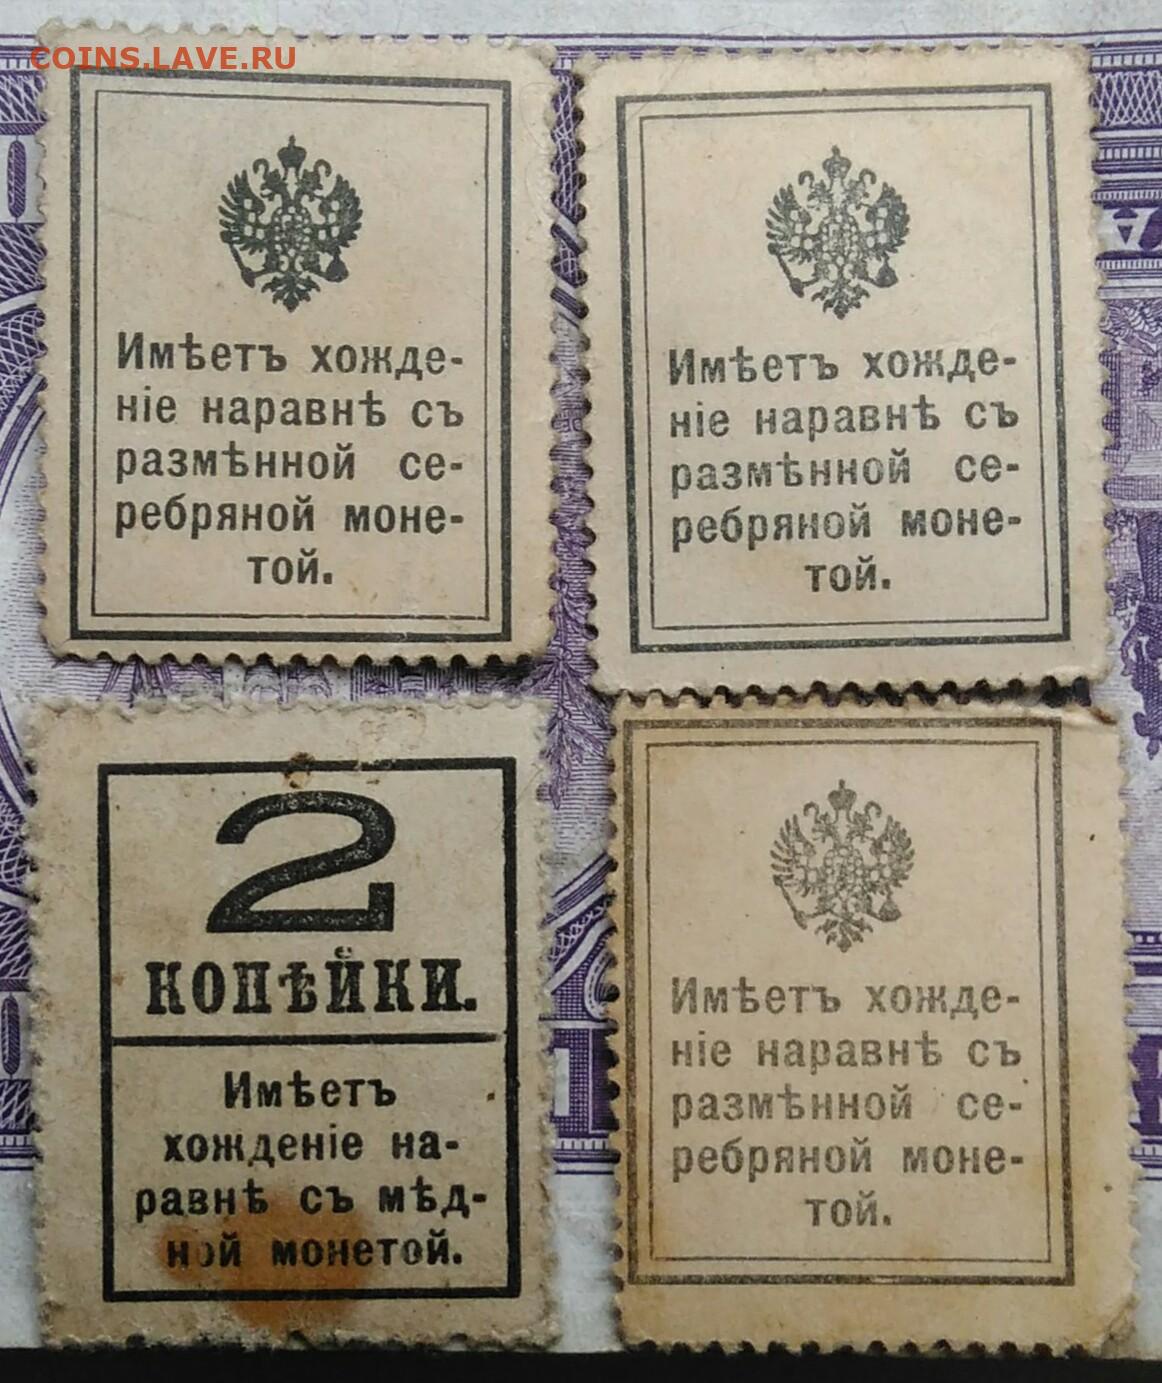 COINS.LAVE.RU
Имѣетъ хожде-
ніе наравнѣ съ
размѣнной се-
ребряной моне-
той.
Имѣетъ хожде-
ніе наравнѣ съ
размѣнной се-
ребряной моне-
той.
2
КОПѢЙКИ.
Имѣетъ
хожденіе на-
равнѣ съ мѣд-
ной монетой.
Имѣетъ хожде-
ніе наравнѣ съ
размѣнной се-
ребряной моне-
той.